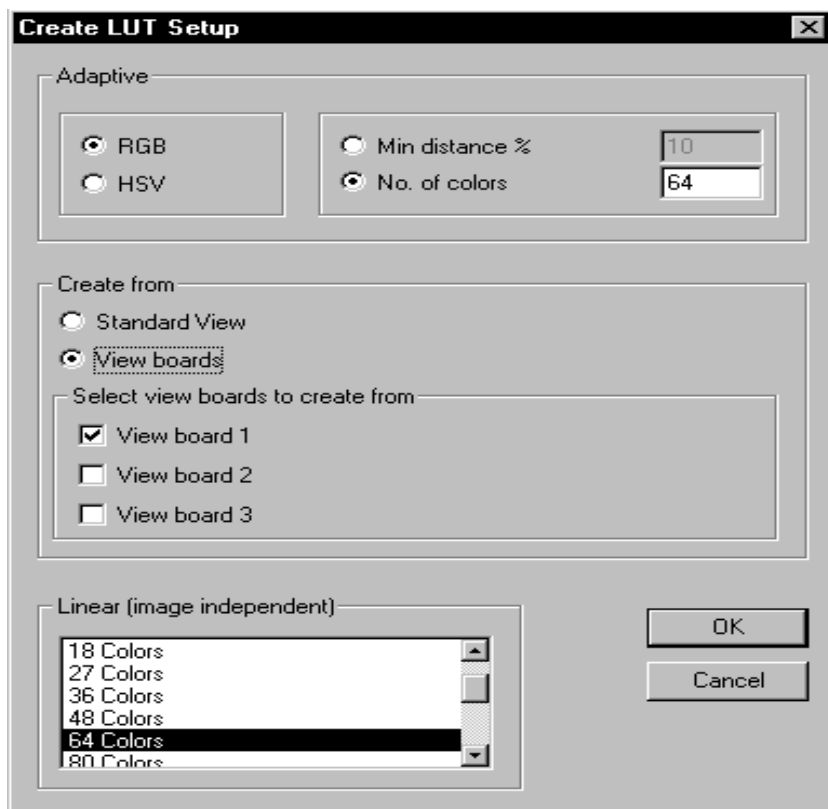 Create LUT Setup
Adaptive
RGB
HSV
Min distance % 10
No. of colors 64
Create from
Standard View
View boards
Select view boards to create from
View board 1
View board 2
View board 3
Linear (image independent)
18 Colors
27 Colors
36 Colors
48 Colors
64 Colors
80 Colors
OK
Cancel